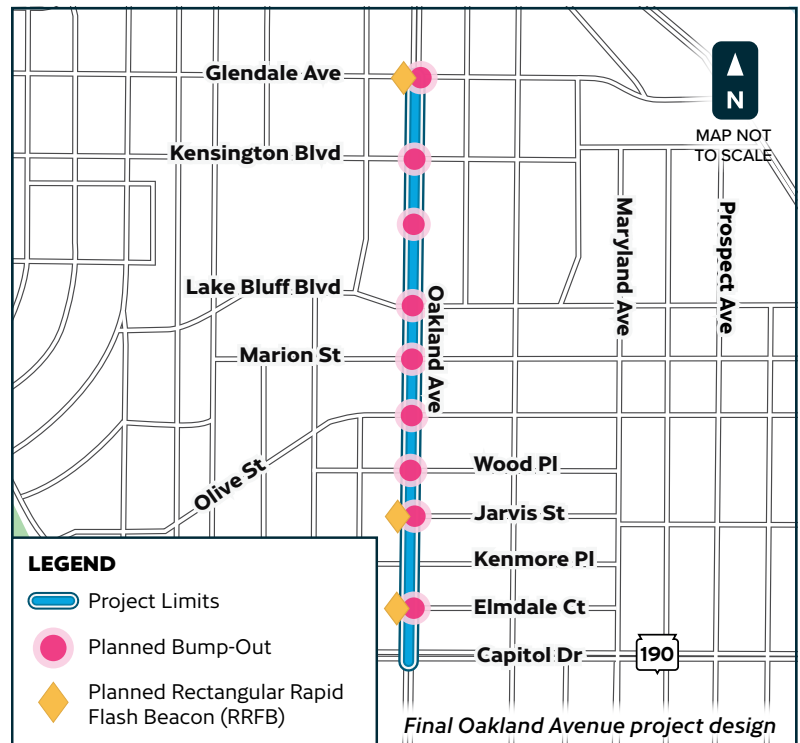 Glendale Ave
N
MAP NOT
TO SCALE
Kensington Blvd
Maryland Ave
Prospect Ave
Lake Bluff Blvd
Oakland Ave
Marion St
Olive St
Wood Pl
Jarvis St
Kenmore Pl
Elmdale Ct
Capitol Dr
190
LEGEND
Project Limits
Planned Bump-Out
Planned Rectangular Rapid
Flash Beacon (RRFB)
Final Oakland Avenue project design